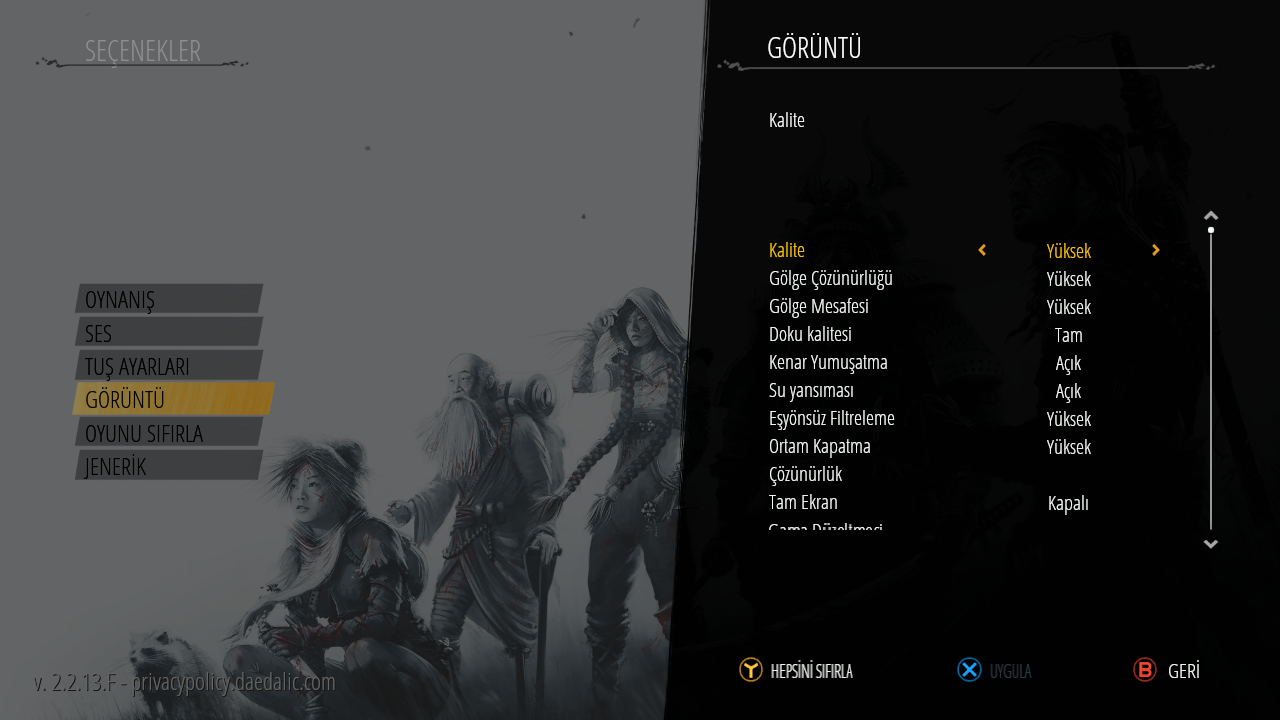 SEÇENEKLER
OYNANIŞ
SES
TUŞ AYARLARI
GÖRÜNTÜ
OYUNU SIFIRLA
JENERİK
v. 2.2.13.F - privacypolicy.daedalic.com
GÖRÜNTÜ
Kalite
Kalite Yüksek
Gölge Çözünürlüğü Yüksek
Gölge Mesafesi Yüksek
Doku kalitesi Tam
Kenar Yumuşatma Açık
Su yansıması Açık
Eşyönsüz Filtreleme Yüksek
Ortam Kapatma Yüksek
Çözünürlük
Tam Ekran Kapalı
Gama Düzeltmesi
Y HEPSİNİ SIFIRLA X UYGULA B GERİ